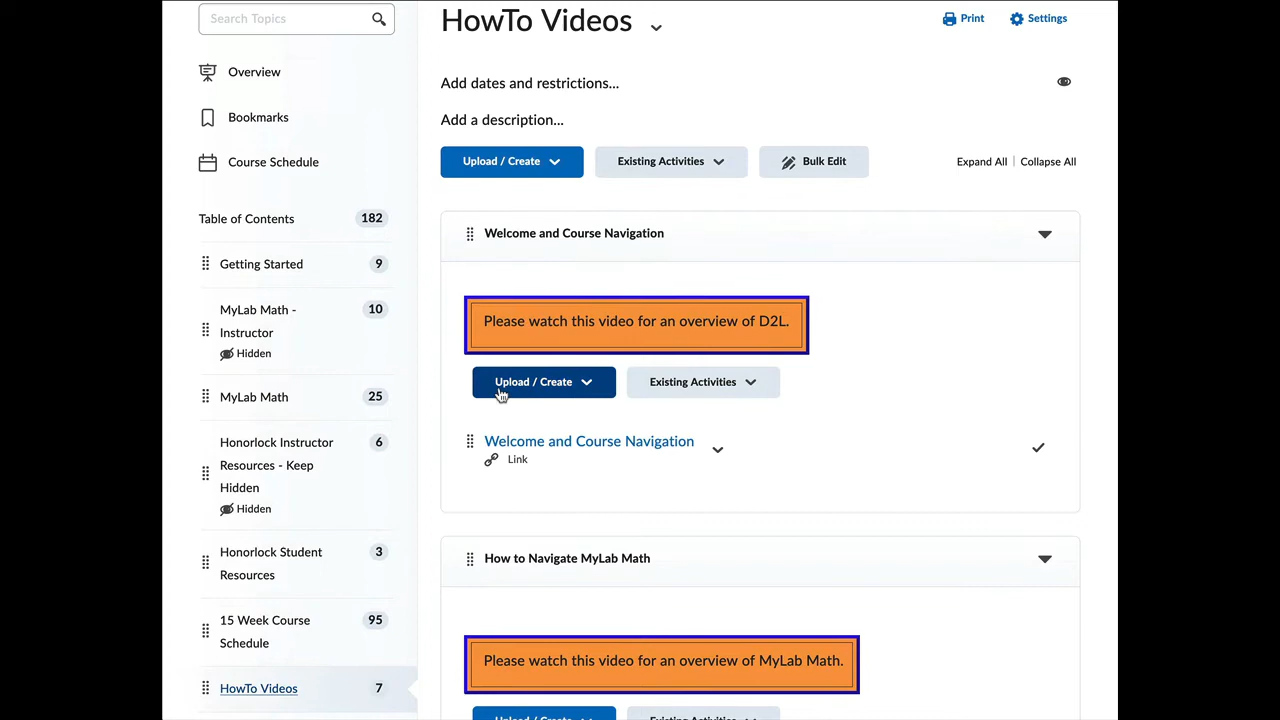 Search Topics
Overview
Bookmarks
Course Schedule
Table of Contents 182
Getting Started 9
MyLab Math - 10
Instructor
Hidden
MyLab Math 25
Honorlock Instructor 6
Resources - Keep
Hidden
Hidden
Honorlock Student 3
Resources
15 Week Course 95
Schedule
HowTo Videos 7
HowTo Videos
Print Settings
Add dates and restrictions...
Add a description...
Upload / Create Existing Activities Bulk Edit Expand All | Collapse All
Welcome and Course Navigation
Please watch this video for an overview of D2L.
Upload / Create Existing Activities
Welcome and Course Navigation
Link
How to Navigate MyLab Math
Please watch this video for an overview of MyLab Math.
Upload / Create Existing Activities